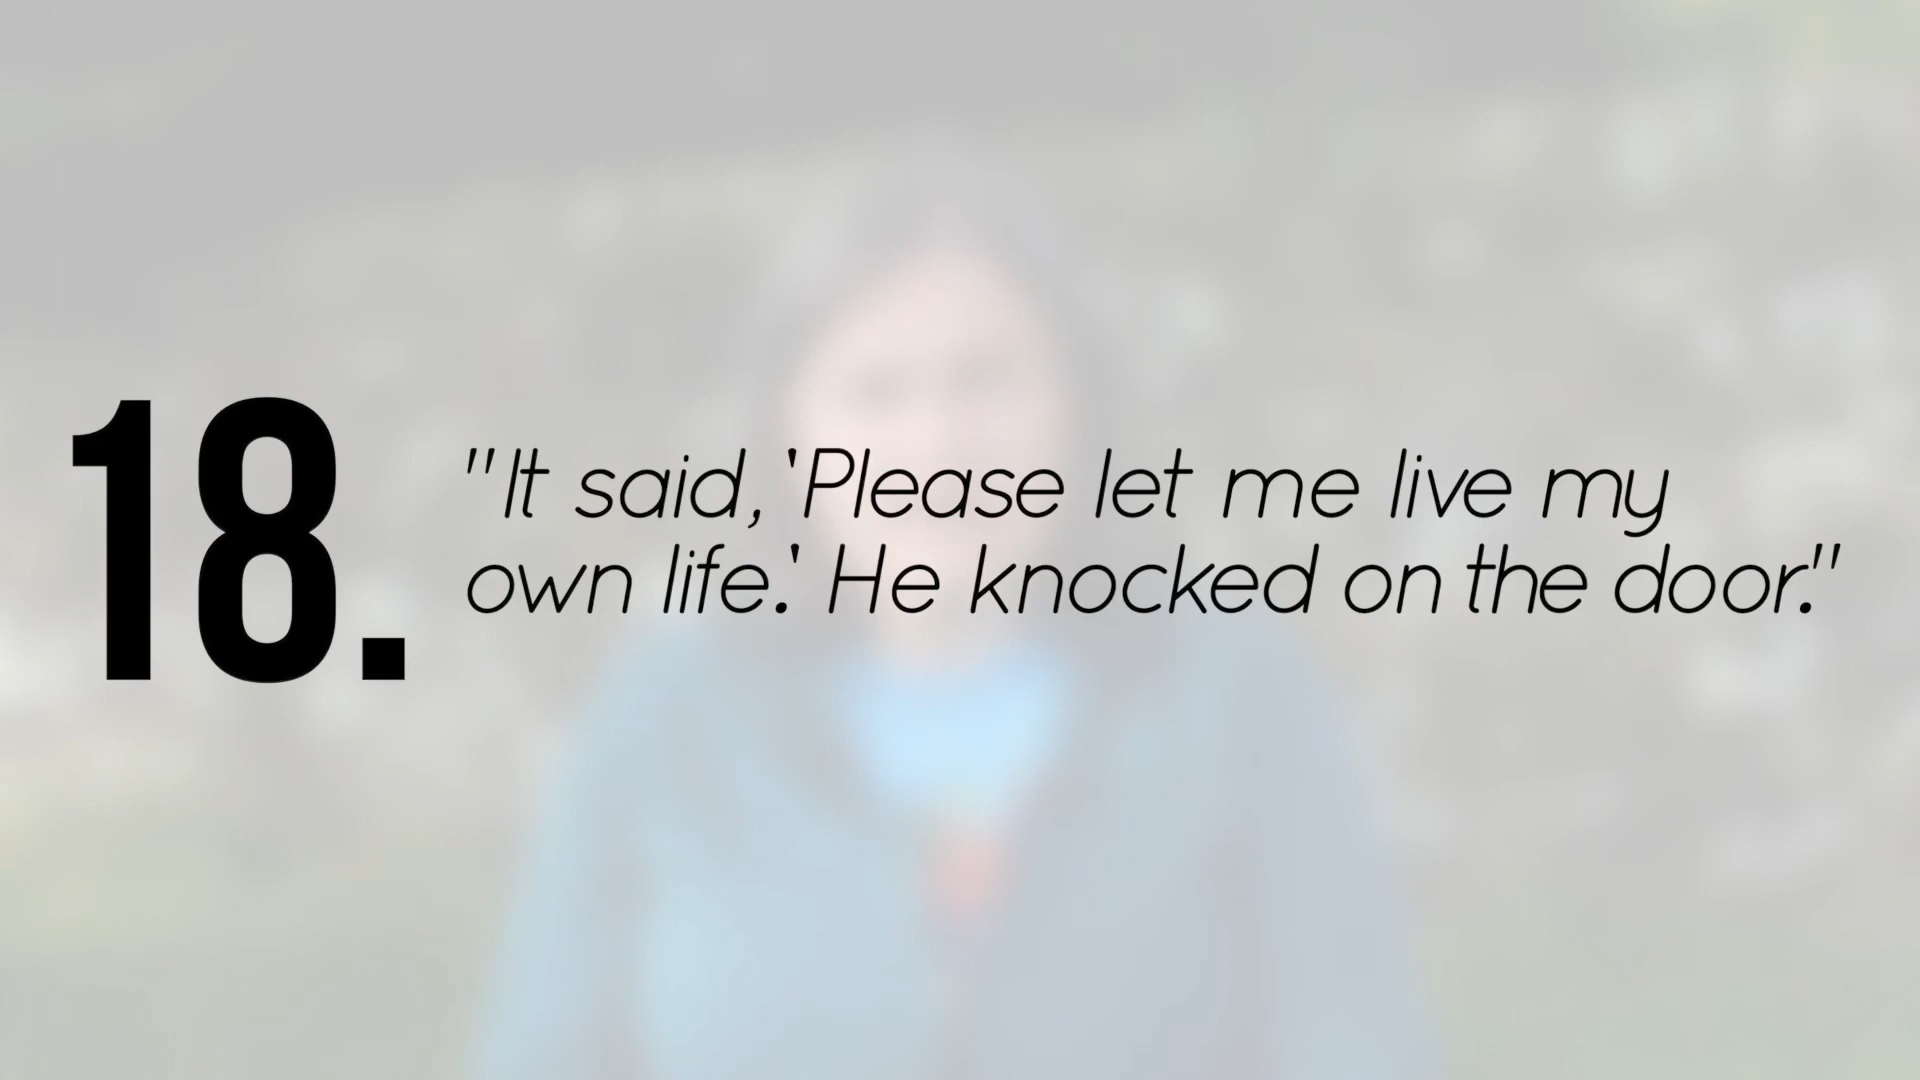 18.
"It said, 'Please let me live my
own life.' He knocked on the door."